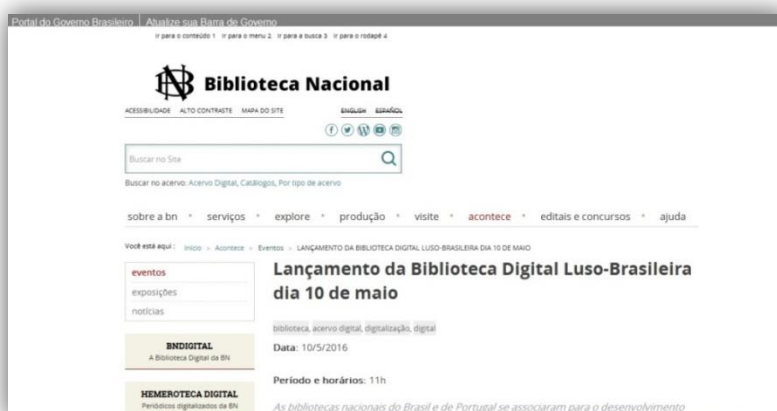 Portal do Governo Brasileiro | Atualize sua Barra de Governo
Ir para o conteúdo 1 Ir para o menu 2 Ir para a busca 3 Ir para o rodapé 4
Biblioteca Nacional
ACESSIBILIDADE ALTO CONTRASTE MAPA DO SITE ENGLISH ESPAÑOL
Buscar no Site
Buscar no acervo: Acervo Digital, Catálogos, Por tipo de acervo
sobre a bn serviços explore produção visite acontece editais e concursos ajuda
Você está aqui: Início > Acontece > Eventos > LANÇAMENTO DA BIBLIOTECA DIGITAL LUSO-BRASILEIRA DIA 10 DE MAIO
eventos
exposições
notícias
BNDIGITAL
A Biblioteca Digital da BN
HEMEROTECA DIGITAL
Periódicos digitalizados da BN
Lançamento da Biblioteca Digital Luso-Brasileira
dia 10 de maio
biblioteca, acervo digital, digitalização, digital
Data: 10/5/2016
Período e horários: 11h
As bibliotecas nacionais do Brasil e de Portugal se associaram para o desenvolvimento